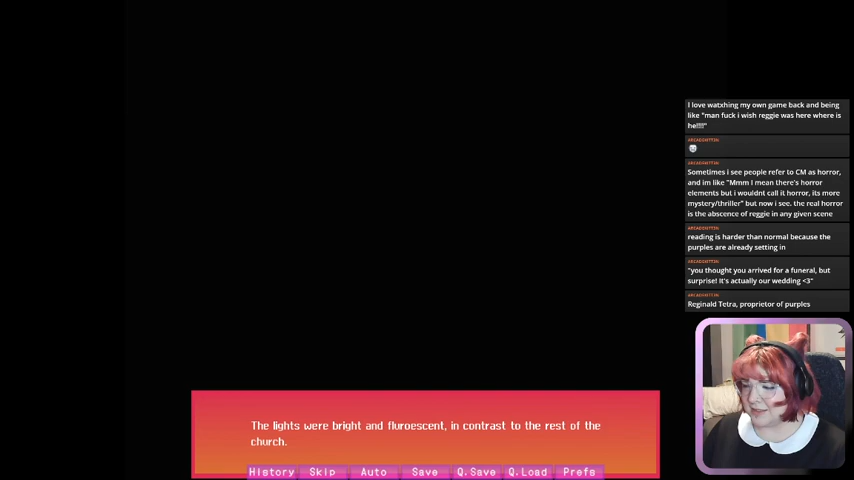 I love watxhing my own game back and being
like "man fuck i wish reggie was here where is
he!!!!"
ARCADEKITTEN
ARCADEKITTEN
Sometimes i see people refer to CM as horror,
and im like "Mmm I mean there's horror
elements but i wouldnt call it horror, its more
mystery/thriller" but now i see. the real horror
is the abscence of reggie in any given scene
ARCADEKITTEN
reading is harder than normal because the
purples are already setting in
ARCADEKITTEN
"you thought you arrived for a funeral, but
surprise! It's actually our wedding <3"
ARCADEKITTEN
Reginald Tetra, proprietor of purples
The lights were bright and fluroescent, in contrast to the rest of the
church.
History Skip Auto Save Q.Save Q.Load Prefs